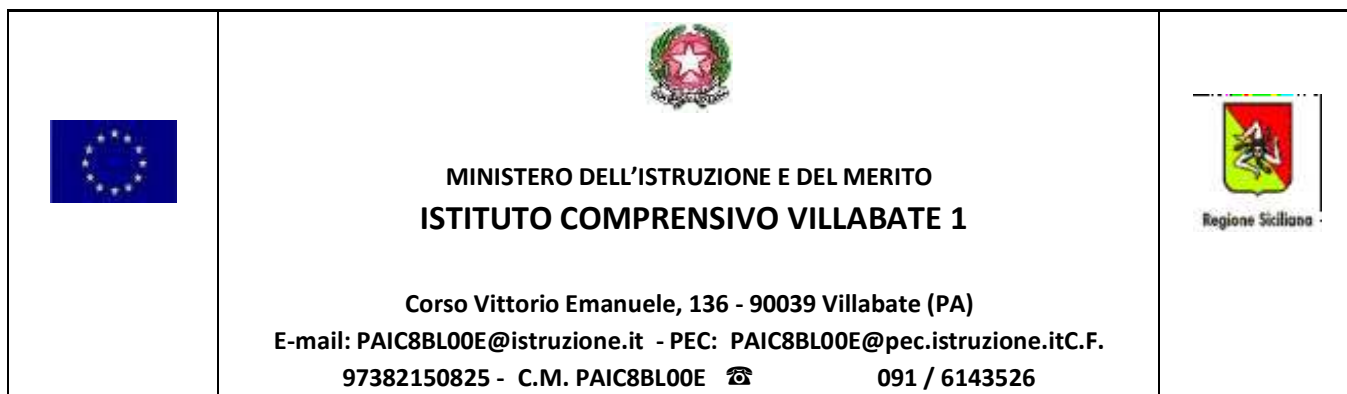 MINISTERO DELL’ISTRUZIONE E DEL MERITO
ISTITUTO COMPRENSIVO VILLABATE 1
Regione Siciliana
Corso Vittorio Emanuele, 136 - 90039 Villabate (PA)
E-mail: PAIC8BL00E@istruzione.it - PEC: PAIC8BL00E@pec.istruzione.itC.F.
97382150825 - C.M. PAIC8BL00E ☎ 091 / 6143526